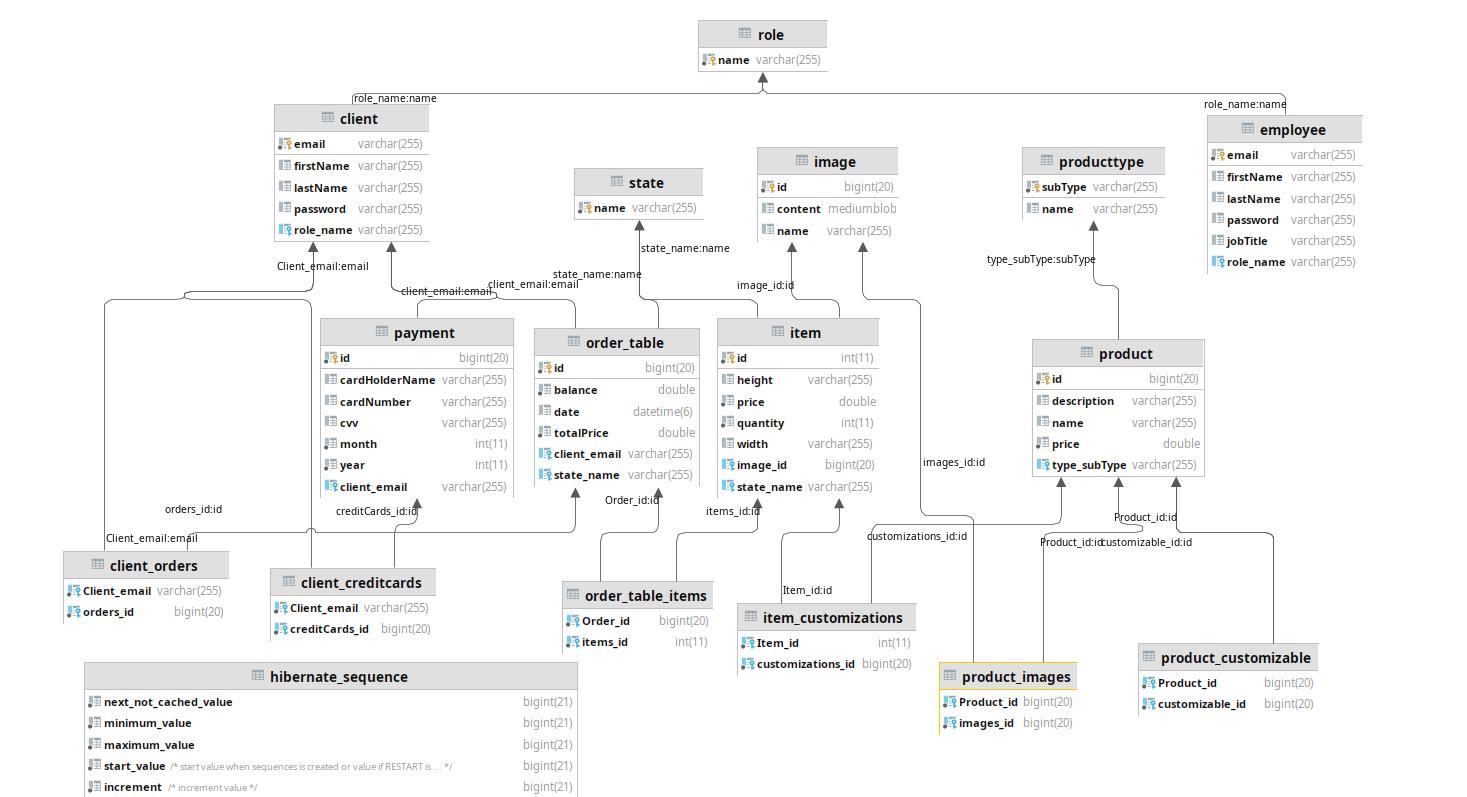 role
name varchar(255)
role_name:name
role_name:name
client
email varchar(255)
firstName varchar(255)
lastName varchar(255)
password varchar(255)
role_name varchar(255)
employee
email varchar(255)
firstName varchar(255)
lastName varchar(255)
password varchar(255)
jobTitle varchar(255)
role_name varchar(255)
state
name varchar(255)
image
id bigint(20)
content mediumblob
name varchar(255)
producttype
subType varchar(255)
name varchar(255)
Client_email:email
client_email:email
client_email:email
state_name:name
state_name:name
image_id:id
type_subType:subType
payment
id bigint(20)
cardHolderName varchar(255)
cardNumber varchar(255)
cvv varchar(255)
month int(11)
year int(11)
client_email varchar(255)
order_table
id bigint(20)
balance double
date datetime(6)
totalPrice double
client_email varchar(255)
state_name varchar(255)
item
id int(11)
height varchar(255)
price double
quantity int(11)
width varchar(255)
image_id bigint(20)
state_name varchar(255)
product
id bigint(20)
description varchar(255)
name varchar(255)
price double
type_subType varchar(255)
images_id:id
orders_id:id
Client_email:email
creditCards_id:id
Order_id:id
items_id:id
Item_id:id
customizations_id:id
Product_id:id
Product_id:id
customizable_id:id
client_orders
Client_email varchar(255)
orders_id bigint(20)
client_creditcards
Client_email varchar(255)
creditCards_id bigint(20)
order_table_items
Order_id bigint(20)
items_id int(11)
item_customizations
Item_id int(11)
customizations_id bigint(20)
product_images
Product_id bigint(20)
images_id bigint(20)
product_customizable
Product_id bigint(20)
customizable_id bigint(20)
hibernate_sequence
next_not_cached_value bigint(21)
minimum_value bigint(21)
maximum_value bigint(21)
start_value /* start value when sequences is created or value if RESTART is ... */ bigint(21)
increment /* increment value */ bigint(21)